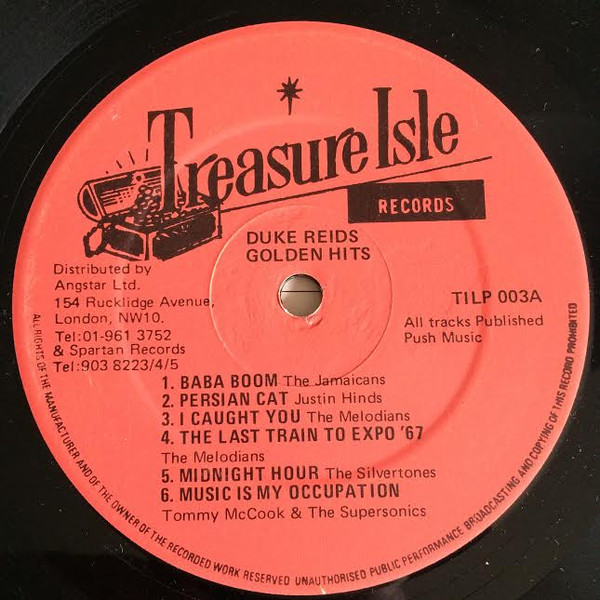 Treasure Isle
RECORDS
DUKE REIDS
GOLDEN HITS
Distributed by
Angstar Ltd.
154 Rucklidge Avenue,
London, NW10.
Tel:01-961 3752
& Spartan Records
Tel:903 8223/4/5
TILP 003A
All tracks Published
Push Music
1. BABA BOOM The Jamaicans
2. PERSIAN CAT Justin Hinds
3. I CAUGHT YOU The Melodians
4. THE LAST TRAIN TO EXPO '67
The Melodians
5. MIDNIGHT HOUR The Silvertones
6. MUSIC IS MY OCCUPATION
Tommy McCook & The Supersonics
ALL RIGHTS OF THE MANUFACTURER AND OF THE OWNER OF THE RECORDED WORK RESERVED UNAUTHORISED PUBLIC PERFORMANCE BROADCASTING AND COPYING OF THIS RECORD PROHIBITED